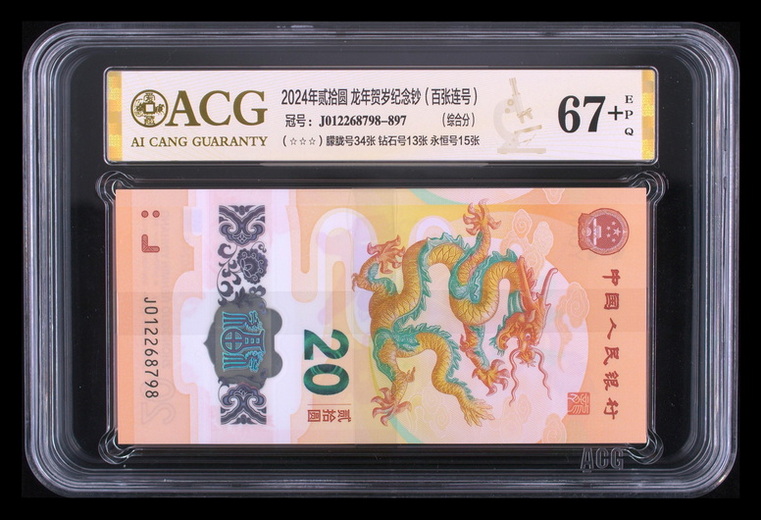 ACG
AI CANG GUARANTY
2024年贰拾圆 龙年贺岁纪念钞（百张连号）
冠号：J012268798-897 （综合分）
（☆☆☆）朦胧号34张 钻石号13张 永恒号15张
67+ EPQ
中国人民银行
20
贰拾圆
J012268798
ACG